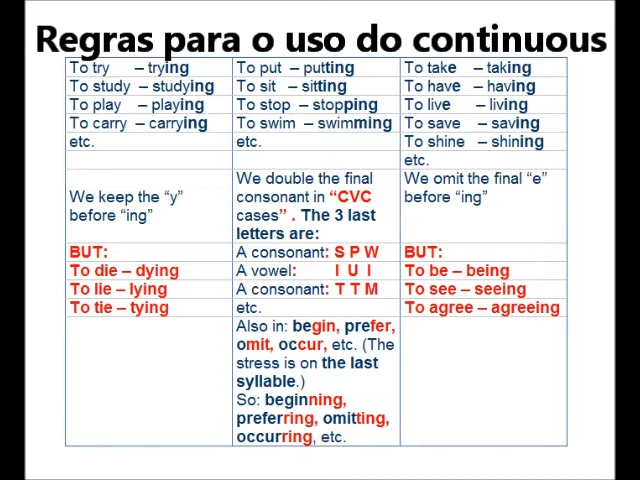 Regras para o uso do continuous
To try – trying
To study – studying
To play – playing
To carry – carrying
etc.
We keep the “y”
before “ing”
BUT:
To die – dying
To lie – lying
To tie – tying
To put – putting
To sit – sitting
To stop – stopping
To swim – swimming
etc.
We double the final
consonant in “CVC
cases” . The 3 last
letters are:
A consonant: S P W
A vowel: I U I
A consonant: T T M
etc.
Also in: begin, prefer,
omit, occur, etc. (The
stress is on the last
syllable.)
So: beginning,
preferring, omitting,
occurring, etc.
To take – taking
To have – having
To live – living
To save – saving
To shine – shining
etc.
We omit the final “e”
before “ing”
BUT:
To be – being
To see – seeing
To agree – agreeing